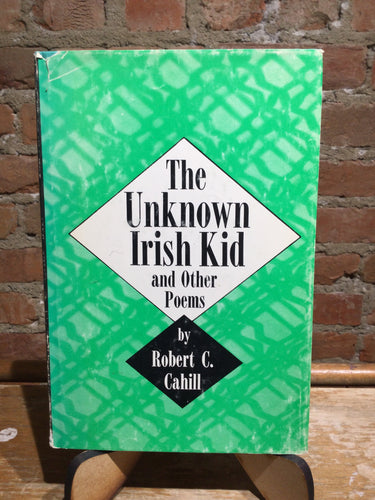 The
Unknown
Irish Kid
and Other
Poems
by
Robert C.
Cahill